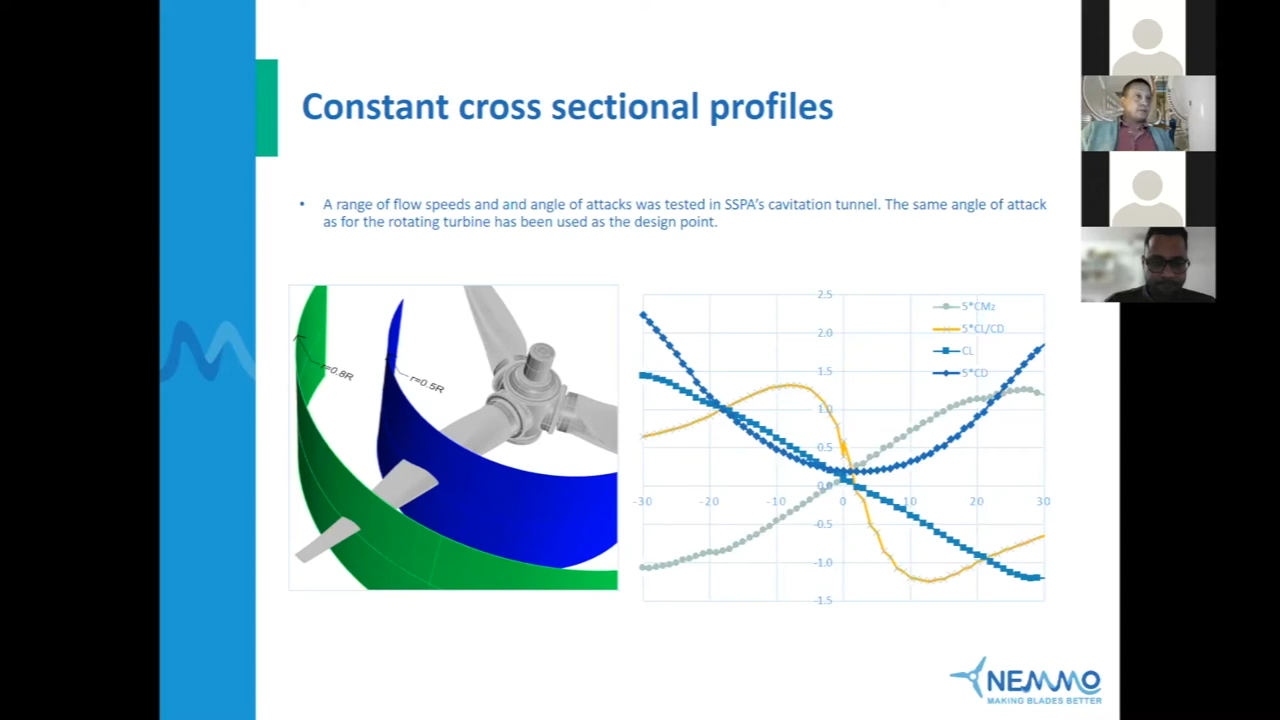 Constant cross sectional profiles
• A range of flow speeds and and angle of attacks was tested in SSPA's cavitation tunnel. The same angle of attack
as for the rotating turbine has been used as the design point.
r=0.8R
r=0.5R
2.5
2.0
1.5
1.0
0.5
0.0
-0.5
-1.0
-1.5
-30
-20
-10
0
10
20
30
5*CMz
5*CL/CD
CL
5*CD
NEMMO
MAKING BLADES BETTER